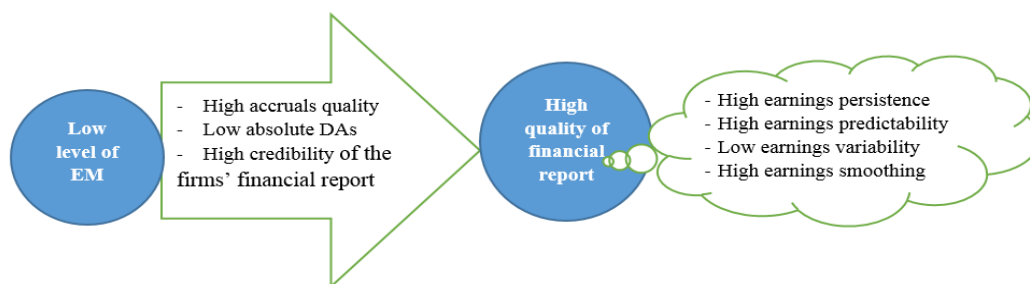 Low
level of
EM
- High accruals quality
- Low absolute DAs
- High credibility of the
firms' financial report
High
quality of
financial
report
- High earnings persistence
- High earnings predictability
- Low earnings variability
- High earnings smoothing